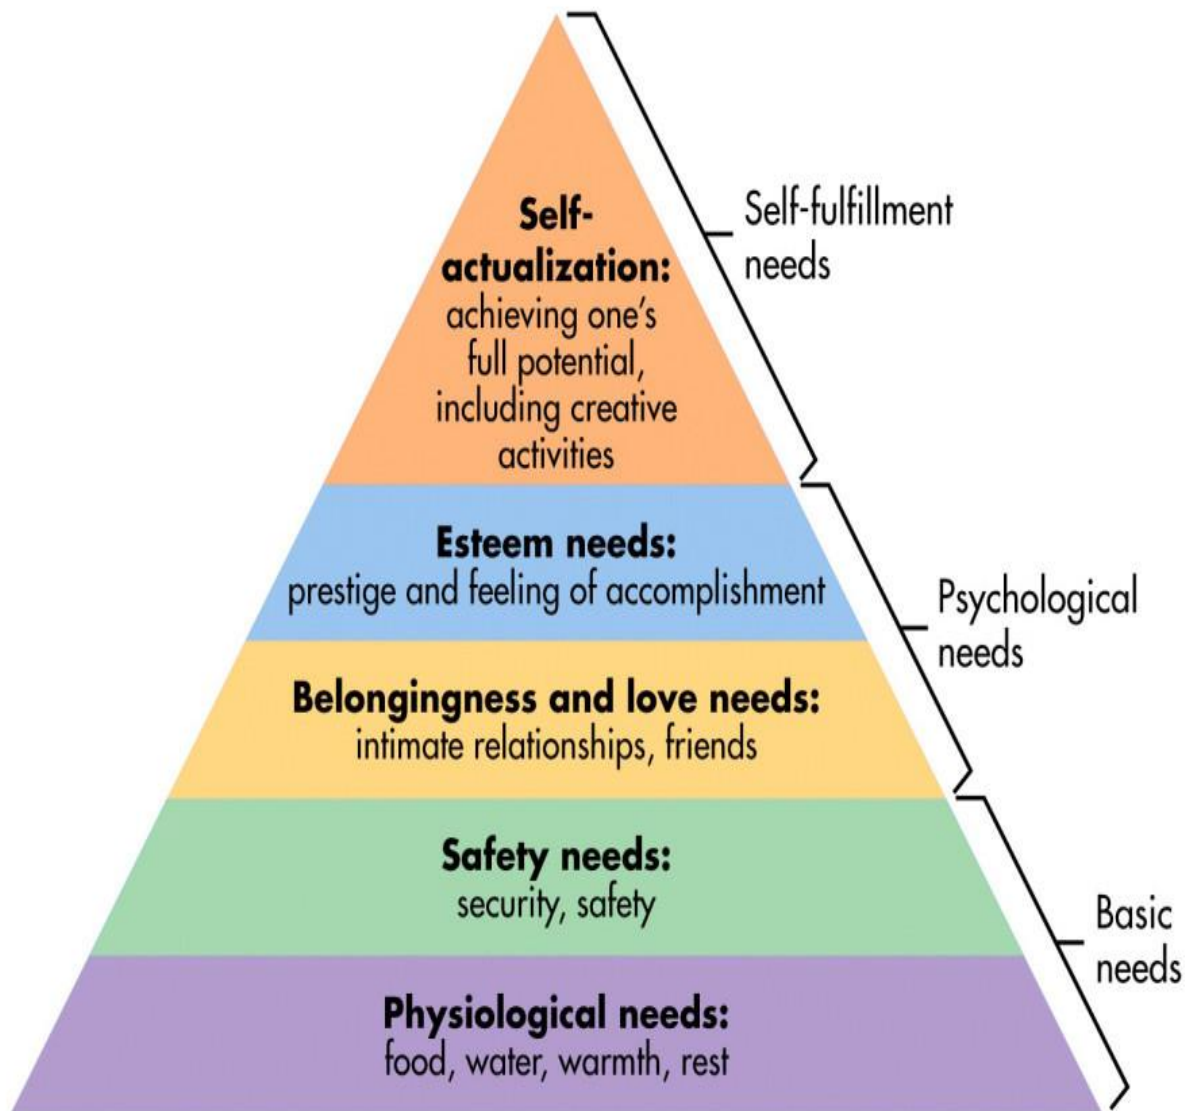 Self-
actualization:
achieving one's
full potential,
including creative
activities
Self-fulfillment
needs
Esteem needs:
prestige and feeling of accomplishment
Psychological
needs
Belongingness and love needs:
intimate relationships, friends
Safety needs:
security, safety
Basic
needs
Physiological needs:
food, water, warmth, rest